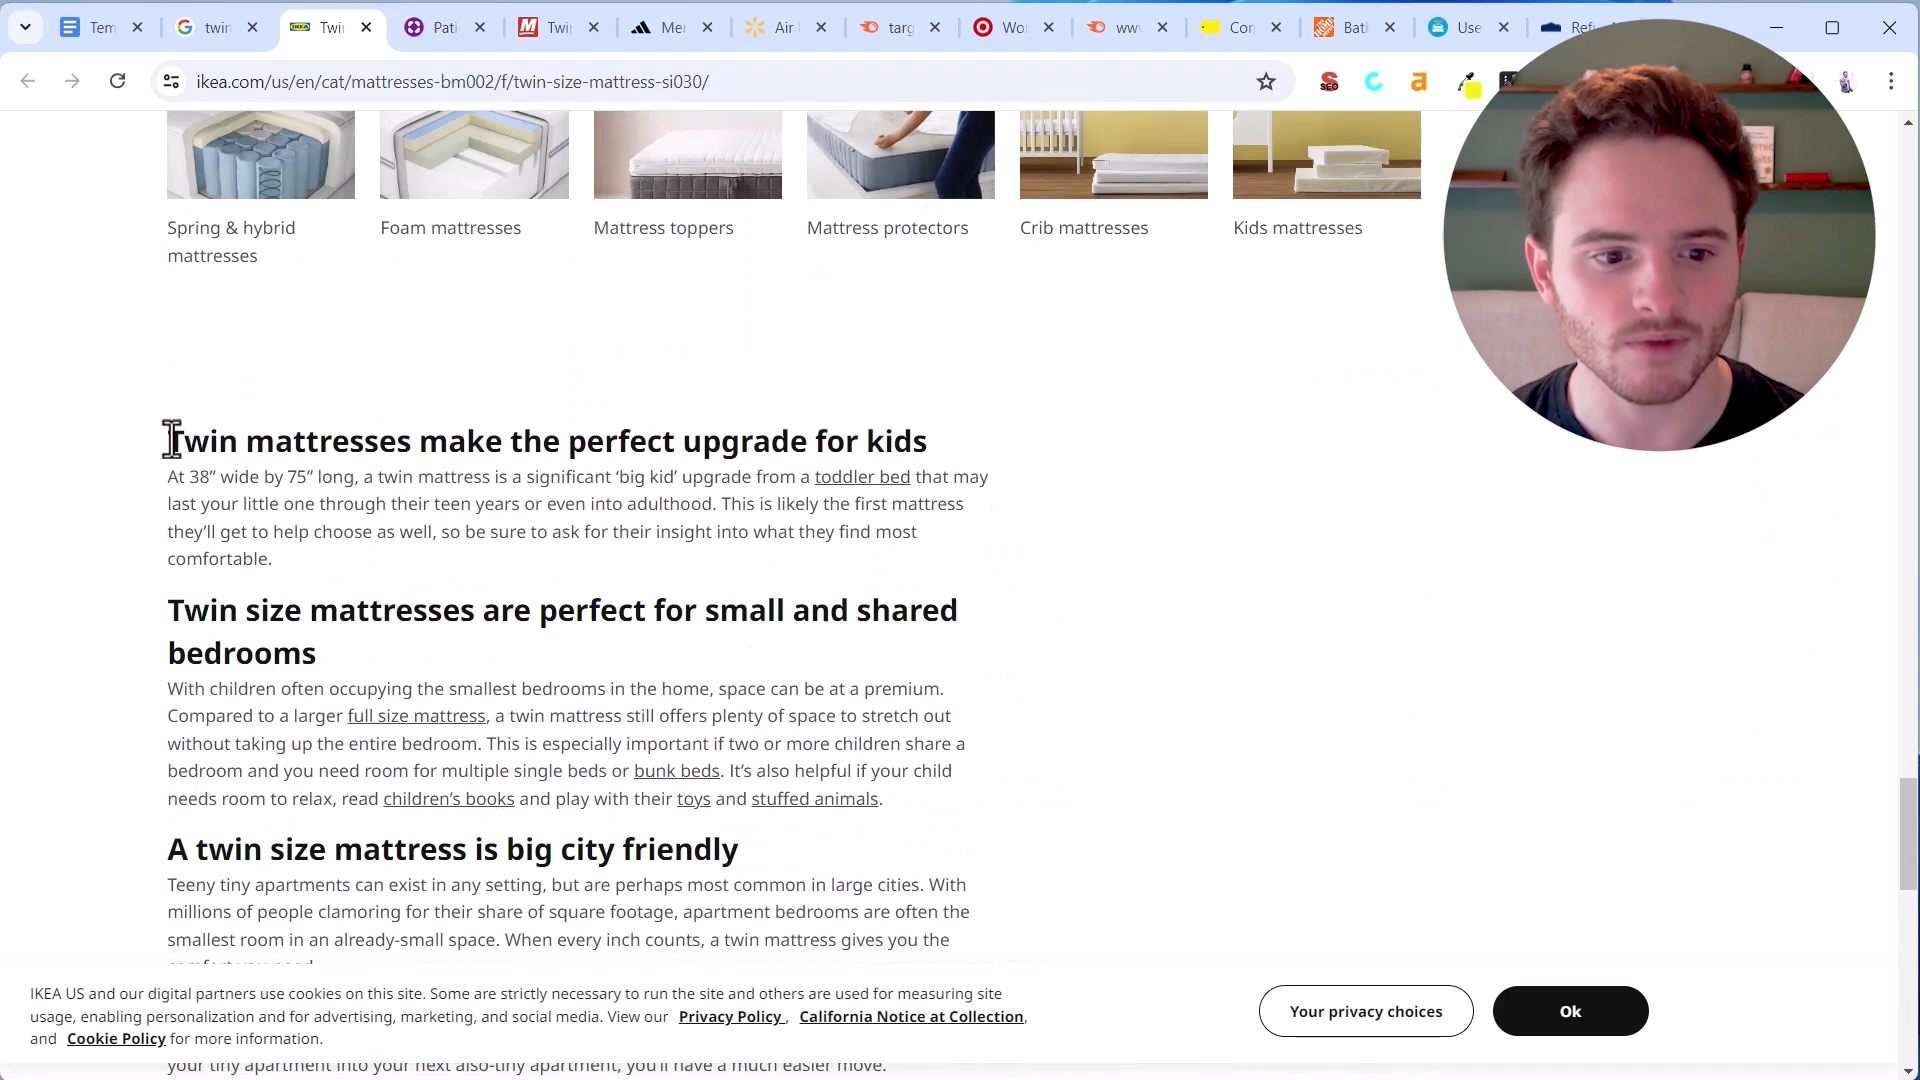 Tem
twin
Twi
Pati
Twi
Mer
Air
targ
Wo
ww
Con
Bath
Use
Ref
ikea.com/us/en/cat/mattresses-bm002/f/twin-size-mattress-si030/
SEO
Spring & hybrid
mattresses
Foam mattresses
Mattress toppers
Mattress protectors
Crib mattresses
Kids mattresses
Twin mattresses make the perfect upgrade for kids
At 38” wide by 75” long, a twin mattress is a significant ‘big kid’ upgrade from a toddler bed that may
last your little one through their teen years or even into adulthood. This is likely the first mattress
they’ll get to help choose as well, so be sure to ask for their insight into what they find most
comfortable.
Twin size mattresses are perfect for small and shared
bedrooms
With children often occupying the smallest bedrooms in the home, space can be at a premium.
Compared to a larger full size mattress, a twin mattress still offers plenty of space to stretch out
without taking up the entire bedroom. This is especially important if two or more children share a
bedroom and you need room for multiple single beds or bunk beds. It’s also helpful if your child
needs room to relax, read children’s books and play with their toys and stuffed animals.
A twin size mattress is big city friendly
Teeny tiny apartments can exist in any setting, but are perhaps most common in large cities. With
millions of people clamoring for their share of square footage, apartment bedrooms are often the
smallest room in an already-small space. When every inch counts, a twin mattress gives you the
IKEA US and our digital partners use cookies on this site. Some are strictly necessary to run the site and others are used for measuring site
usage, enabling personalization and for advertising, marketing, and social media. View our Privacy Policy , California Notice at Collection,
and Cookie Policy for more information.
Your privacy choices
Ok
your tiny apartment into your next also-tiny apartment, you’ll have a much easier move.